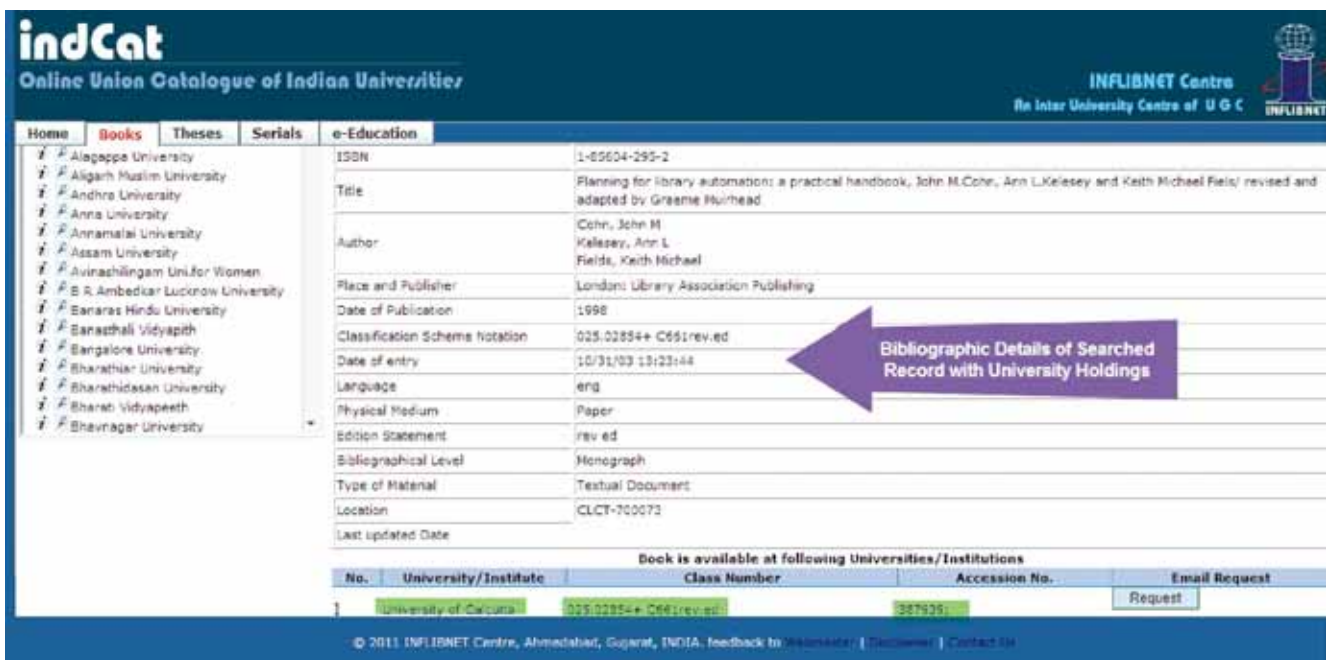 indCat
Online Union Catalogue of Indian Universities
INFLIBNET Centre
An Inter University Centre of U G C
INFLIBNET
Home Books Theses Serials e-Education
Alagappa University
Aligarh Muslim University
Andhra University
Anna University
Annamalai University
Assam University
Avinashilingam Uni.for Women
B R Ambedkar Lucknow University
Banaras Hindu University
Banasthali Vidyapith
Bangalore University
Bharathiar University
Bharathidasan University
Bharati Vidyapeeth
Bhavnagar University
ISBN 1-85604-295-2
Title Planning for library automation: a practical handbook, John M.Cohn, Ann L.Kelesey and Keith Michael Fiels/ revised and
adapted by Graeme Muirhead
Author Cohn, John M
Kelesey, Ann L
Fields, Keith Michael
Place and Publisher London: Library Association Publishing
Date of Publication 1998
Classification Scheme Notation 025.02854+ C661rev.ed
Date of entry 10/31/03 13:23:44
Language eng
Physical Medium Paper
Edition Statement rev ed
Bibliographical Level Monograph
Type of Material Textual Document
Location CLCT-700073
Last updated Date
Bibliographic Details of Searched
Record with University Holdings
Book is available at following Universities/Institutions
No. University/Institute Class Number Accession No. Email Request
1 University of Calcutta 025.02854+ C661rev.ed 387939; Request
© 2011 INFLIBNET Centre, Ahmedabad, Gujarat, INDIA. feedback to Webmaster | Disclaimer | Contact Us